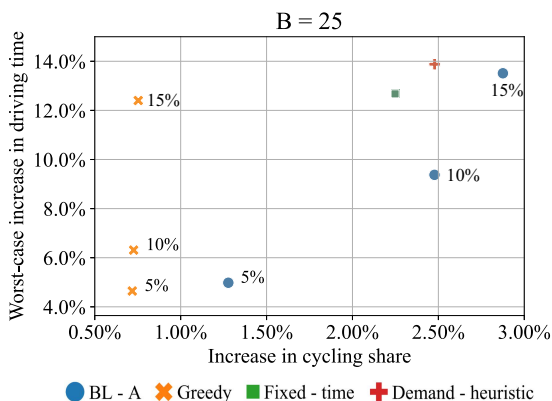 B = 25
Worst-case increase in driving time
14.0%
12.0%
10.0%
8.0%
6.0%
4.0%
15%
15%
10%
10%
5%
5%
0.50%
1.00%
1.50%
2.00%
2.50%
3.00%
Increase in cycling share
BL - A
Greedy
Fixed - time
Demand - heuristic